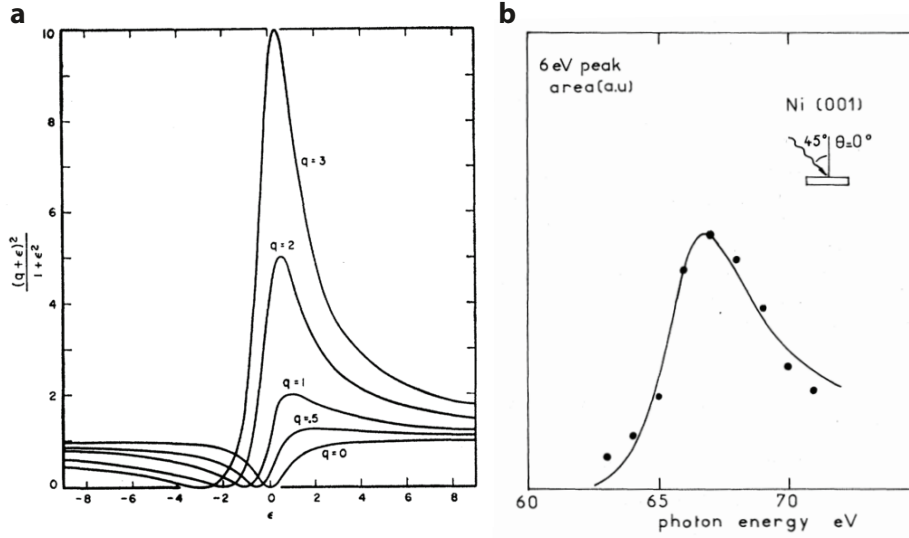 a
10
8
6
4
2
0
(q + ϵ)²
1 + ϵ²
q = 3
q = 2
q = 1
q = .5
q = 0
-8 -6 -4 -2 0 2 4 6 8
ϵ
b
6 eV peak
area (a.u)
Ni (001)
45° θ=0°
60 65 70
photon energy eV